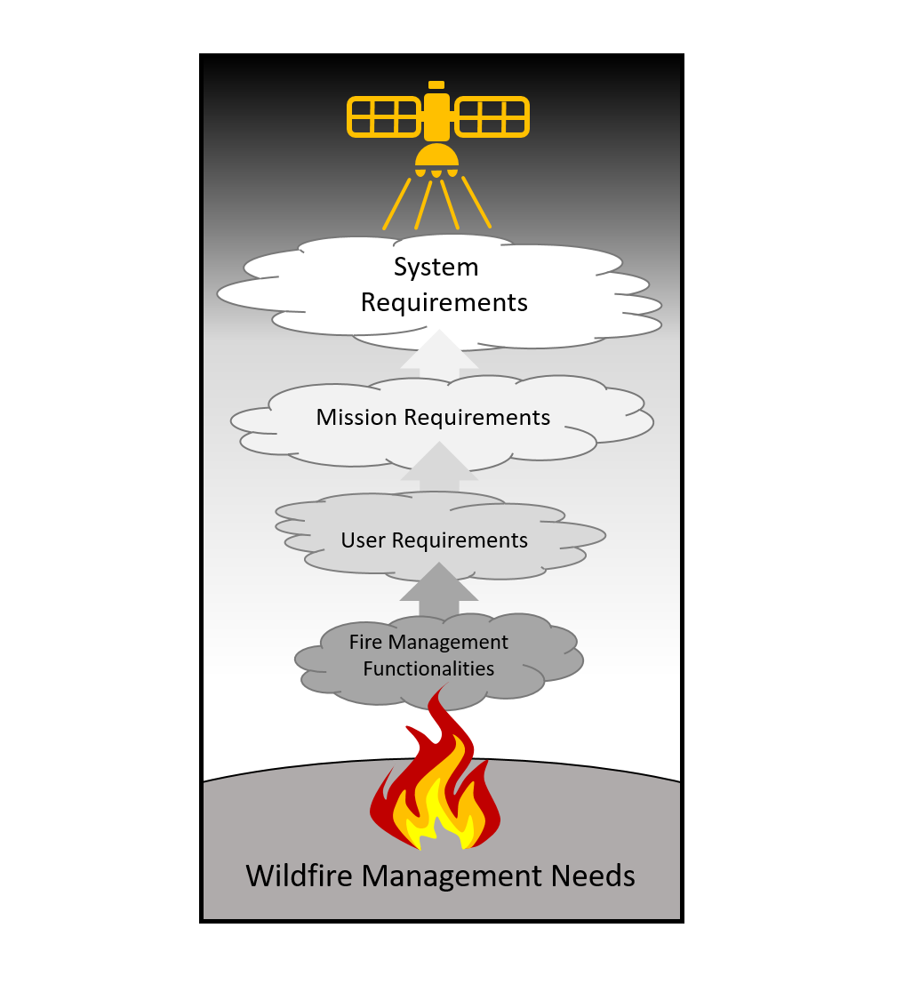 System
Requirements
Mission Requirements
User Requirements
Fire Management
Functionalities
Wildfire Management Needs